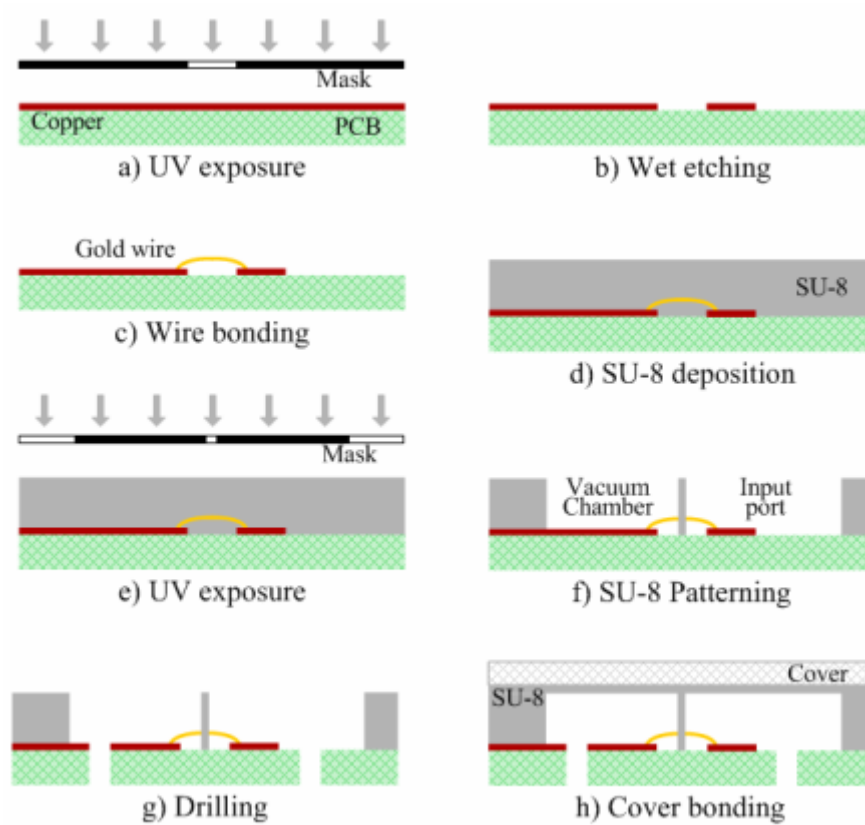 Mask
Copper
PCB
a) UV exposure
b) Wet etching
Gold wire
c) Wire bonding
SU-8
d) SU-8 deposition
Mask
e) UV exposure
Vacuum
Chamber
Input
port
f) SU-8 Patterning
g) Drilling
Cover
SU-8
h) Cover bonding